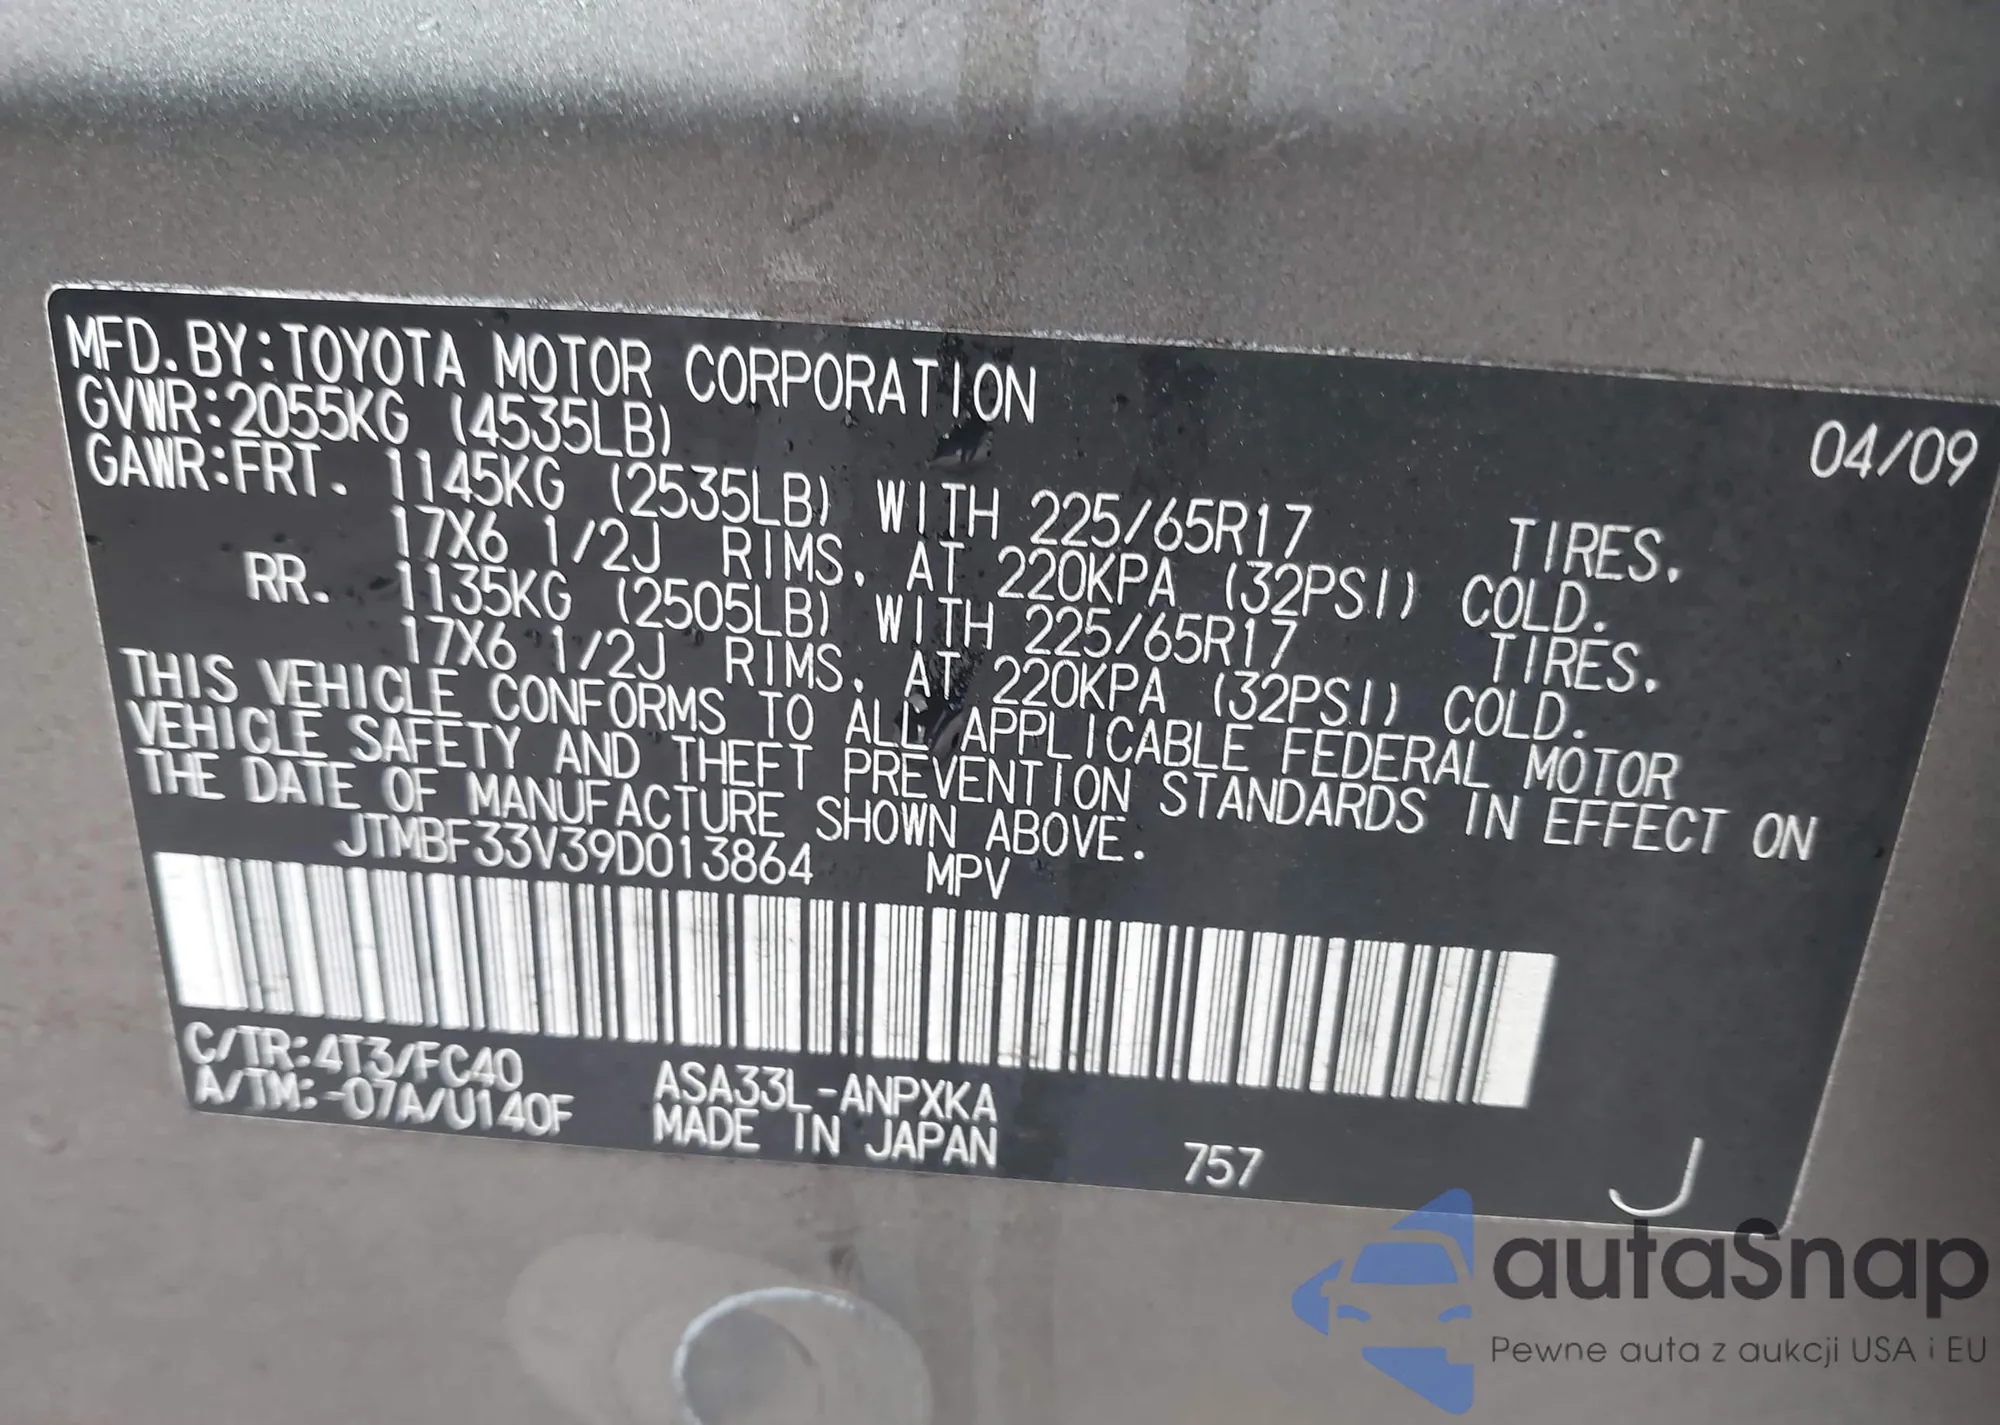 MFD. BY: TOYOTA MOTOR CORPORATION 04/09
GVWR: 2055KG (4535LB)
GAWR: FRT. 1145KG (2535LB) WITH 225/65R17 TIRES.
17X6 1/2J RIMS. AT 220KPA (32PSI) COLD.
RR. 1135KG (2505LB) WITH 225/65R17 TIRES.
17X6 1/2J RIMS. AT 220KPA (32PSI) COLD.
THIS VEHICLE CONFORMS TO ALL APPLICABLE FEDERAL MOTOR
VEHICLE SAFETY AND THEFT PREVENTION STANDARDS IN EFFECT ON
THE DATE OF MANUFACTURE SHOWN ABOVE.
JTMBF33V39D013864 MPV
C/TR: 4T3/FC40 ASA33L-ANPXKA
A/TM: -07A/U140F MADE IN JAPAN 757 J
autaSnap
Pewne auta z aukcji USA i EU